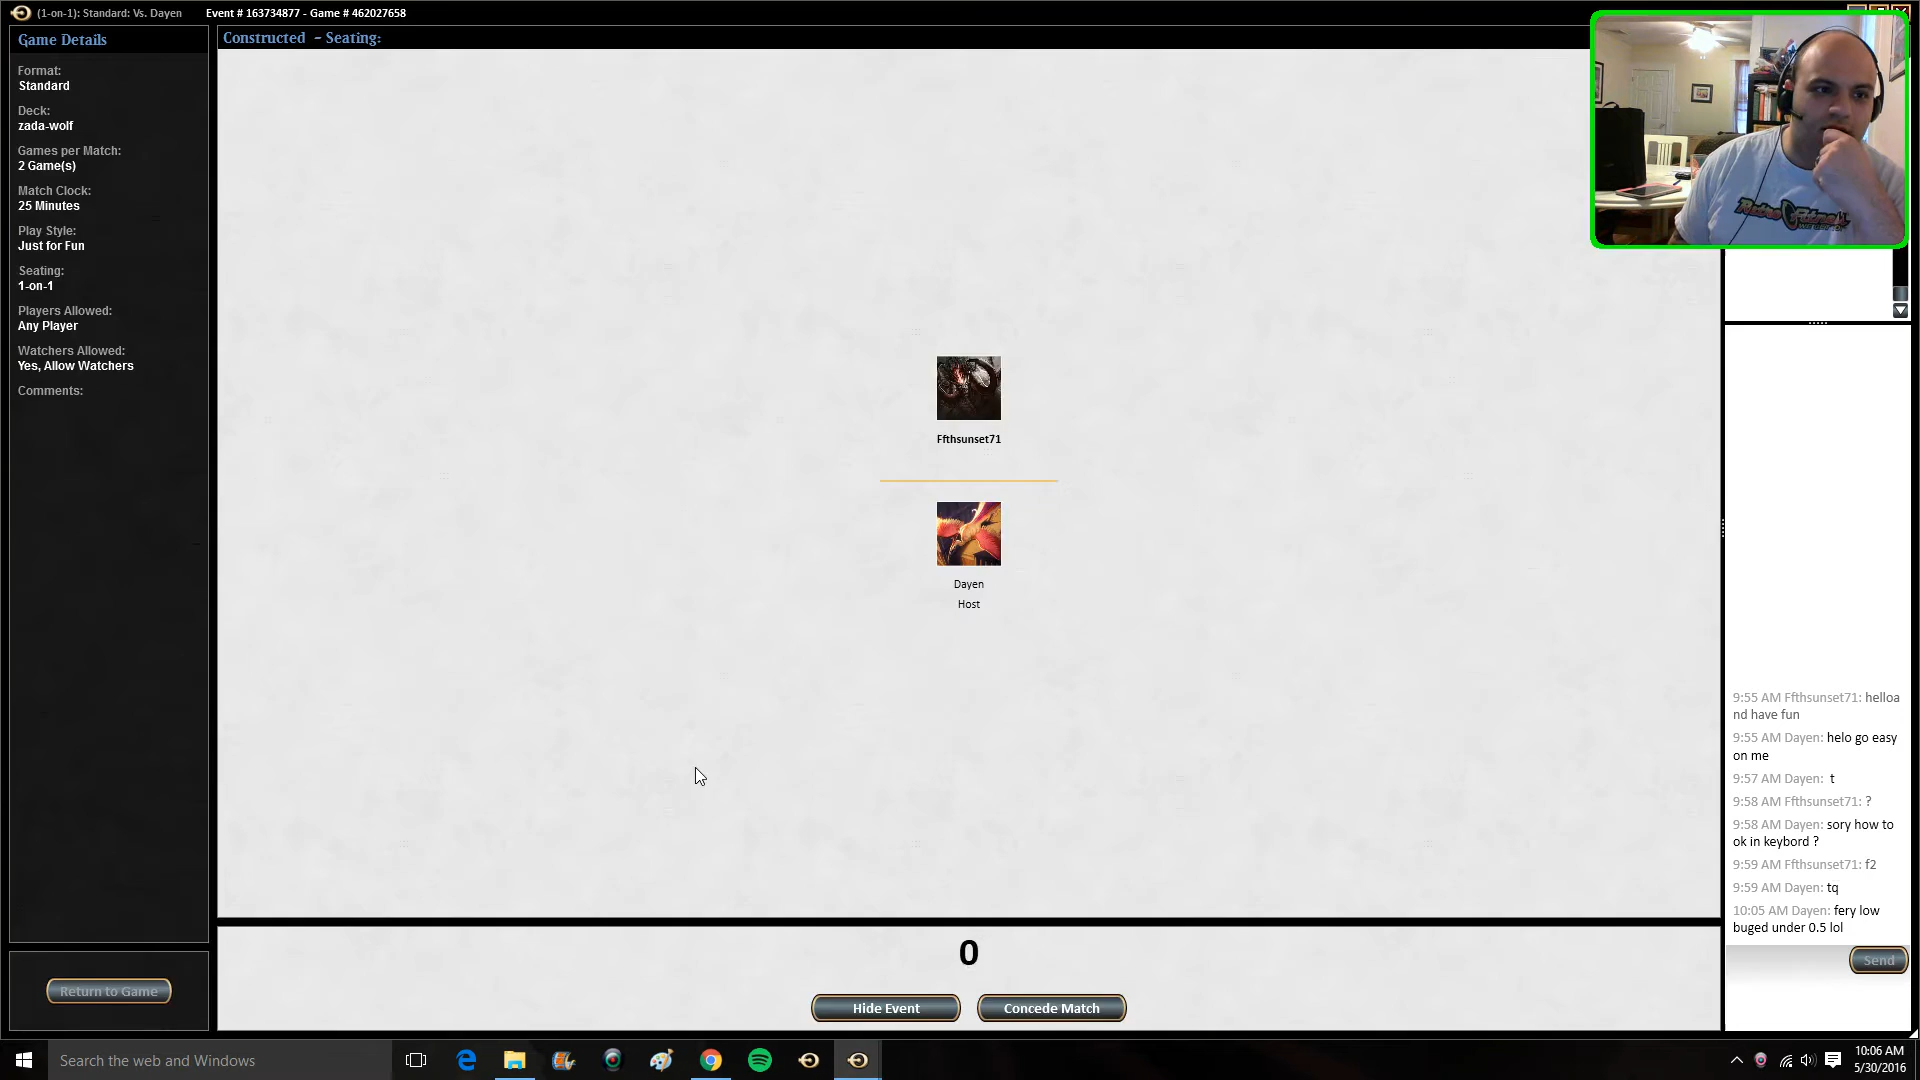 (1-on-1): Standard: Vs. Dayen Event # 163734877 - Game # 462027658
Game Details
Format:
Standard
Deck:
zada-wolf
Games per Match:
2 Game(s)
Match Clock:
25 Minutes
Play Style:
Just for Fun
Seating:
1-on-1
Players Allowed:
Any Player
Watchers Allowed:
Yes, Allow Watchers
Comments:
Return to Game
Constructed - Seating:
Ffthsunset71
Dayen
Host
0
Hide Event
Concede Match
Retro Fitness
9:55 AM Ffthsunset71: helloa
nd have fun
9:55 AM Dayen: helo go easy
on me
9:57 AM Dayen: t
9:58 AM Ffthsunset71: ?
9:58 AM Dayen: sory how to
ok in keybord ?
9:59 AM Ffthsunset71: f2
9:59 AM Dayen: tq
10:05 AM Dayen: fery low
buged under 0.5 lol
Send
Search the web and Windows
10:06 AM
5/30/2016